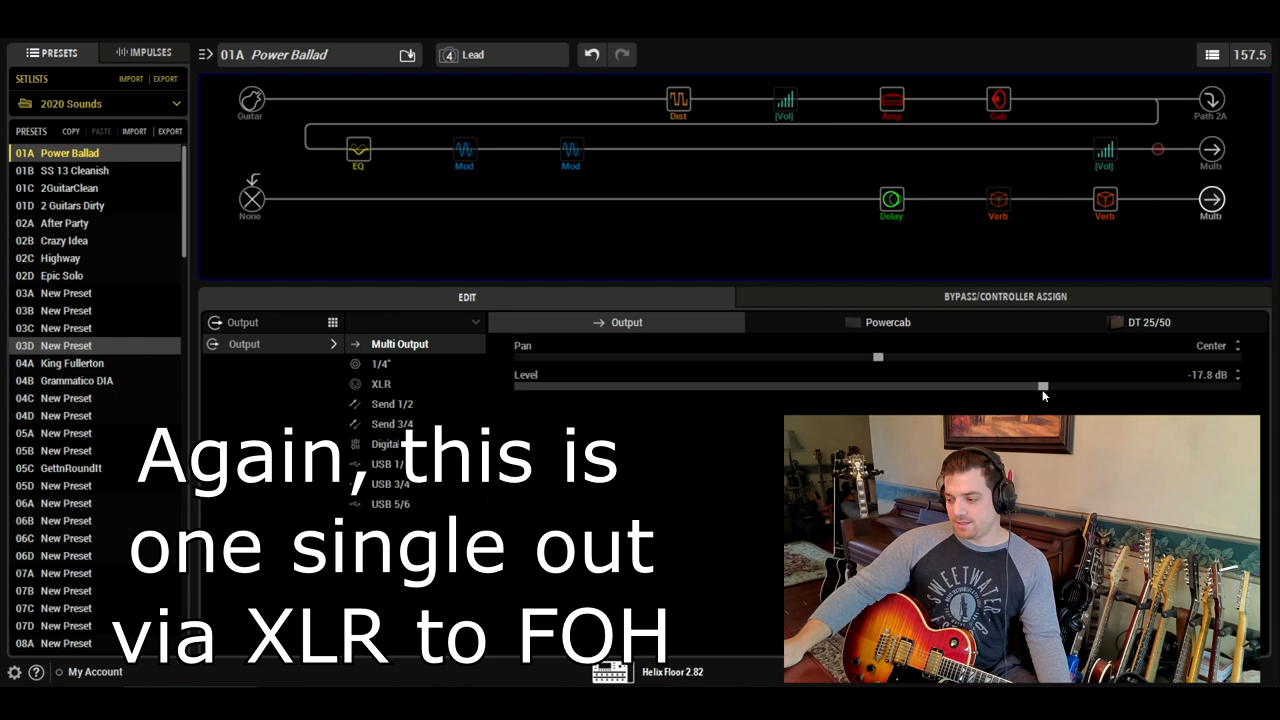 PRESETS
IMPULSES
01A Power Ballad
4 Lead
157.5
SETLISTS IMPORT | EXPORT
2020 Sounds
PRESETS COPY PASTE IMPORT | EXPORT
01A Power Ballad
01B SS 13 Cleanish
01C 2GuitarClean
01D 2 Guitars Dirty
02A After Party
02B Crazy Idea
02C Highway
02D Epic Solo
03A New Preset
03B New Preset
03C New Preset
03D New Preset
04A King Fullerton
04B Grammatico DIA
04C New Preset
04D New Preset
05A New Preset
05B New Preset
05C GettnRoundIt
05D New Preset
06A New Preset
06B New Preset
06C New Preset
06D New Preset
07A New Preset
07B New Preset
07C New Preset
07D New Preset
08A New Preset
Guitar Dist [Vol] Amp Cab Path 2A
EQ Mod Mod [Vol] Multi
None Delay Verb Verb Multi
EDIT
BYPASS/CONTROLLER ASSIGN
Output
Output
Multi Output
1/4"
XLR
Send 1/2
Send 3/4
Digital
USB 1/
USB 3/4
USB 5/6
Output
Powercab
DT 25/50
Pan Center
Level -17.8 dB
Again, this is
one single out
via XLR to FOH
SWEETWATER
? My Account
Helix Floor 2.82